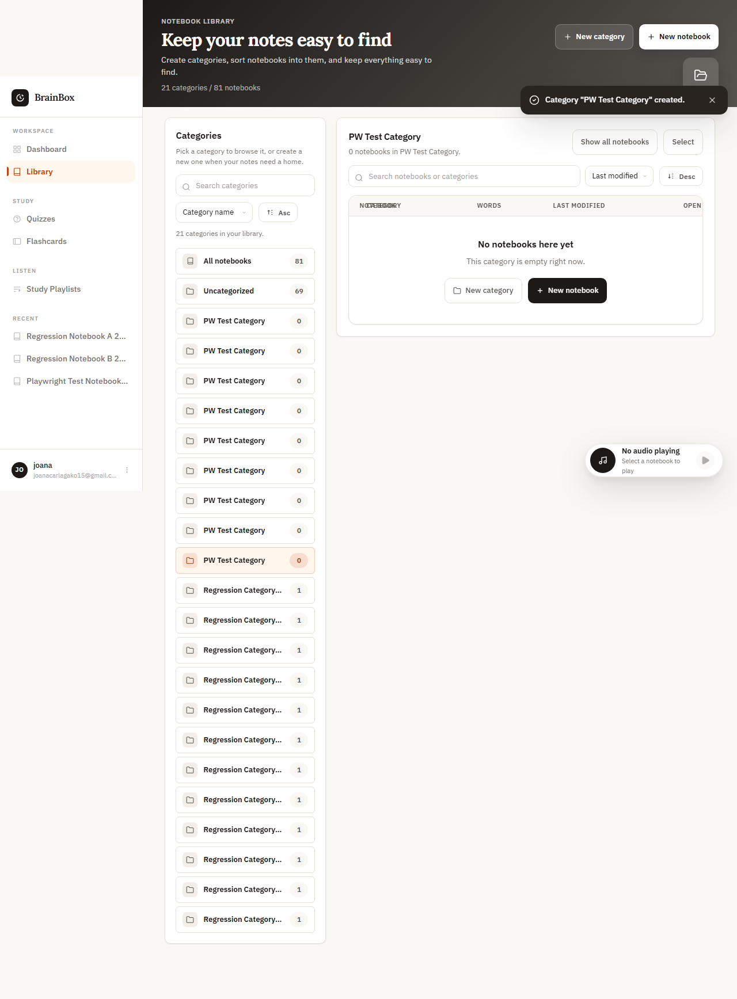 BrainBox
WORKSPACE
Dashboard
Library
STUDY
Quizzes
Flashcards
LISTEN
Study Playlists
RECENT
Regression Notebook A 2...
Regression Notebook B 2...
Playwright Test Notebook...
JO
joana
joanacarlagako15@gmail.c...
NOTEBOOK LIBRARY
Keep your notes easy to find
Create categories, sort notebooks into them, and keep everything easy to
find.
21 categories / 81 notebooks
New category
New notebook
Category "PW Test Category" created.
Categories
Pick a category to browse it, or create a
new one when your notes need a home.
Search categories
Category name
Asc
21 categories in your library.
All notebooks 81
Uncategorized 69
PW Test Category 0
PW Test Category 0
PW Test Category 0
PW Test Category 0
PW Test Category 0
PW Test Category 0
PW Test Category 0
PW Test Category 0
PW Test Category 0
Regression Category... 1
Regression Category... 1
Regression Category... 1
Regression Category... 1
Regression Category... 1
Regression Category... 1
Regression Category... 1
Regression Category... 1
Regression Category... 1
Regression Category... 1
Regression Category... 1
Regression Category... 1
PW Test Category
0 notebooks in PW Test Category.
Show all notebooks
Select
Search notebooks or categories
Last modified
Desc
NOTEBOOK CATEGORY WORDS LAST MODIFIED OPEN
No notebooks here yet
This category is empty right now.
New category
New notebook
No audio playing
Select a notebook to
play